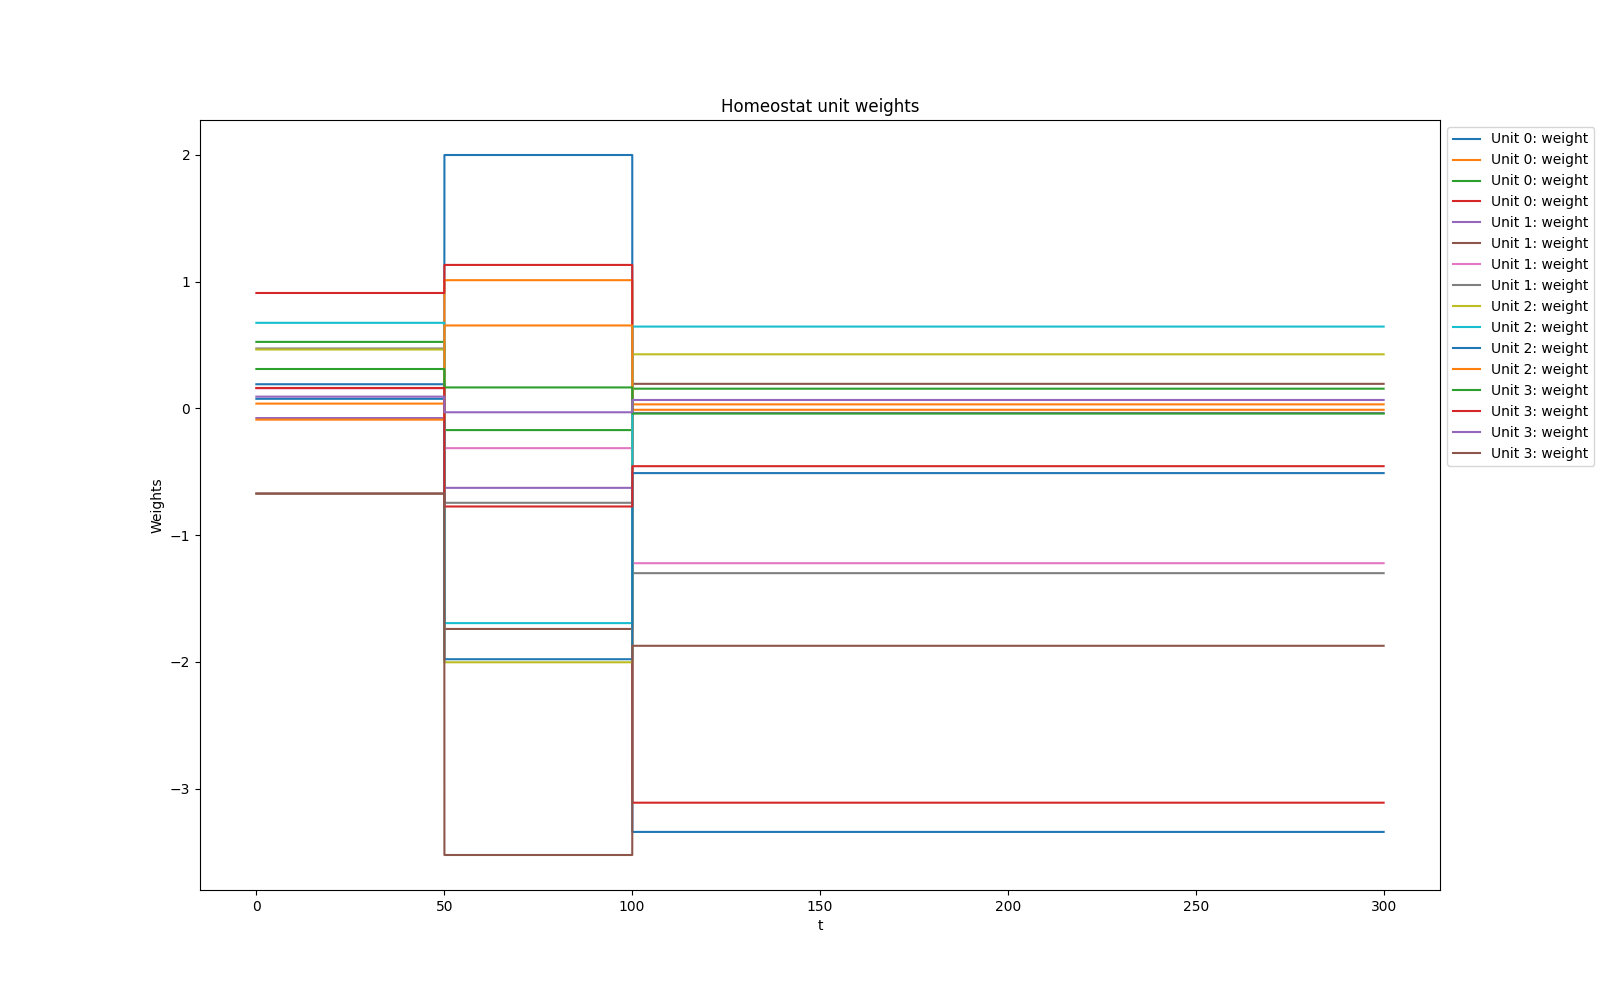 Homeostat unit weights
2
1
0
−1
−2
−3
Weights
0
50
100
150
200
250
300
t
Unit 0: weight
Unit 0: weight
Unit 0: weight
Unit 0: weight
Unit 1: weight
Unit 1: weight
Unit 1: weight
Unit 1: weight
Unit 2: weight
Unit 2: weight
Unit 2: weight
Unit 2: weight
Unit 3: weight
Unit 3: weight
Unit 3: weight
Unit 3: weight